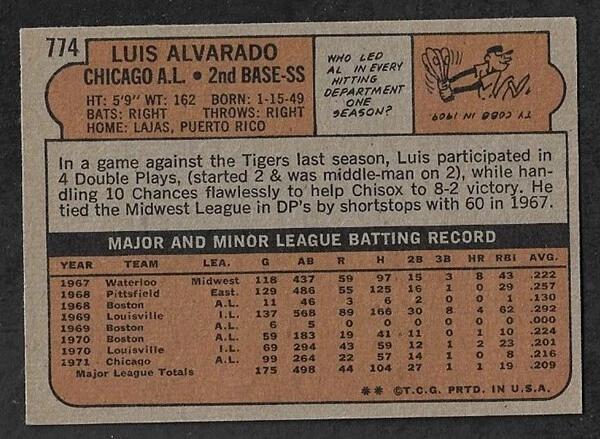 774
LUIS ALVARADO
CHICAGO A.L. • 2nd BASE-SS
HT: 5'9" WT: 162 BORN: 1-15-49
BATS: RIGHT THROWS: RIGHT
HOME: LAJAS, PUERTO RICO
WHO LED
AL IN EVERY
HITTING
DEPARTMENT
ONE
SEASON?
TY COBB IN 1909.
In a game against the Tigers last season, Luis participated in
4 Double Plays, (started 2 & was middle-man on 2), while han-
dling 10 Chances flawlessly to help Chisox to 8-2 victory. He
tied the Midwest League in DP's by shortstops with 60 in 1967.
MAJOR AND MINOR LEAGUE BATTING RECORD
YEAR TEAM LEA. G AB R H 2B 3B HR RBI AVG.
1967 Waterloo Midwest 118 437 59 97 15 3 8 43 .222
1968 Pittsfield East. 129 486 55 125 16 1 0 29 .257
1968 Boston A.L. 11 46 3 6 2 0 0 1 .130
1969 Louisville I.L. 137 568 89 166 30 8 4 62 .292
1969 Boston A.L. 6 5 0 0 0 0 0 0 .000
1970 Boston A.L. 59 183 19 41 11 0 1 10 .224
1970 Louisville I.L. 69 294 43 59 12 1 2 23 .201
1971 Chicago A.L. 99 264 22 57 14 1 0 8 .216
Major League Totals 175 498 44 104 27 1 1 19 .209
** ©T.C.G. PRTD. IN U.S.A.